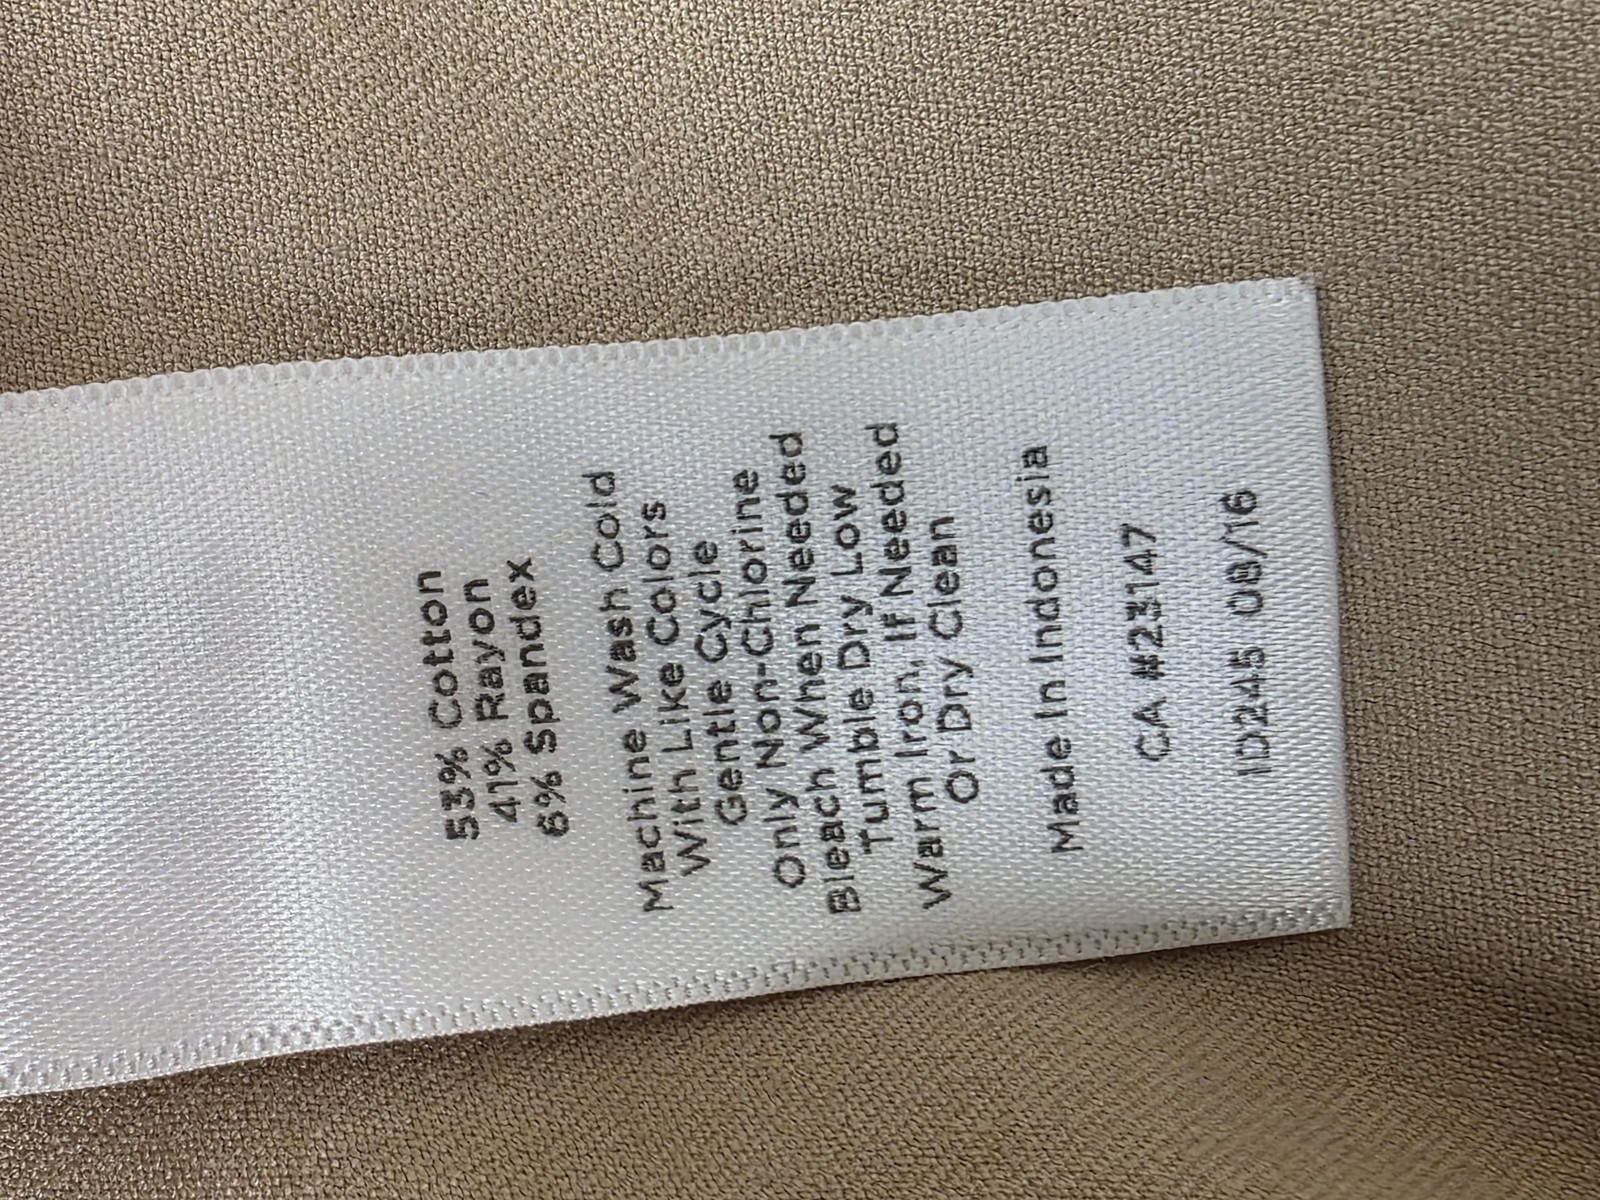 53% Cotton
41% Rayon
6% Spandex
Machine Wash Cold
With Like Colors
Gentle Cycle
Only Non-Chlorine
Bleach When Needed
Tumble Dry Low
Warm Iron, If Needed
Or Dry Clean
Made In Indonesia
CA #23147
ID245 08/16